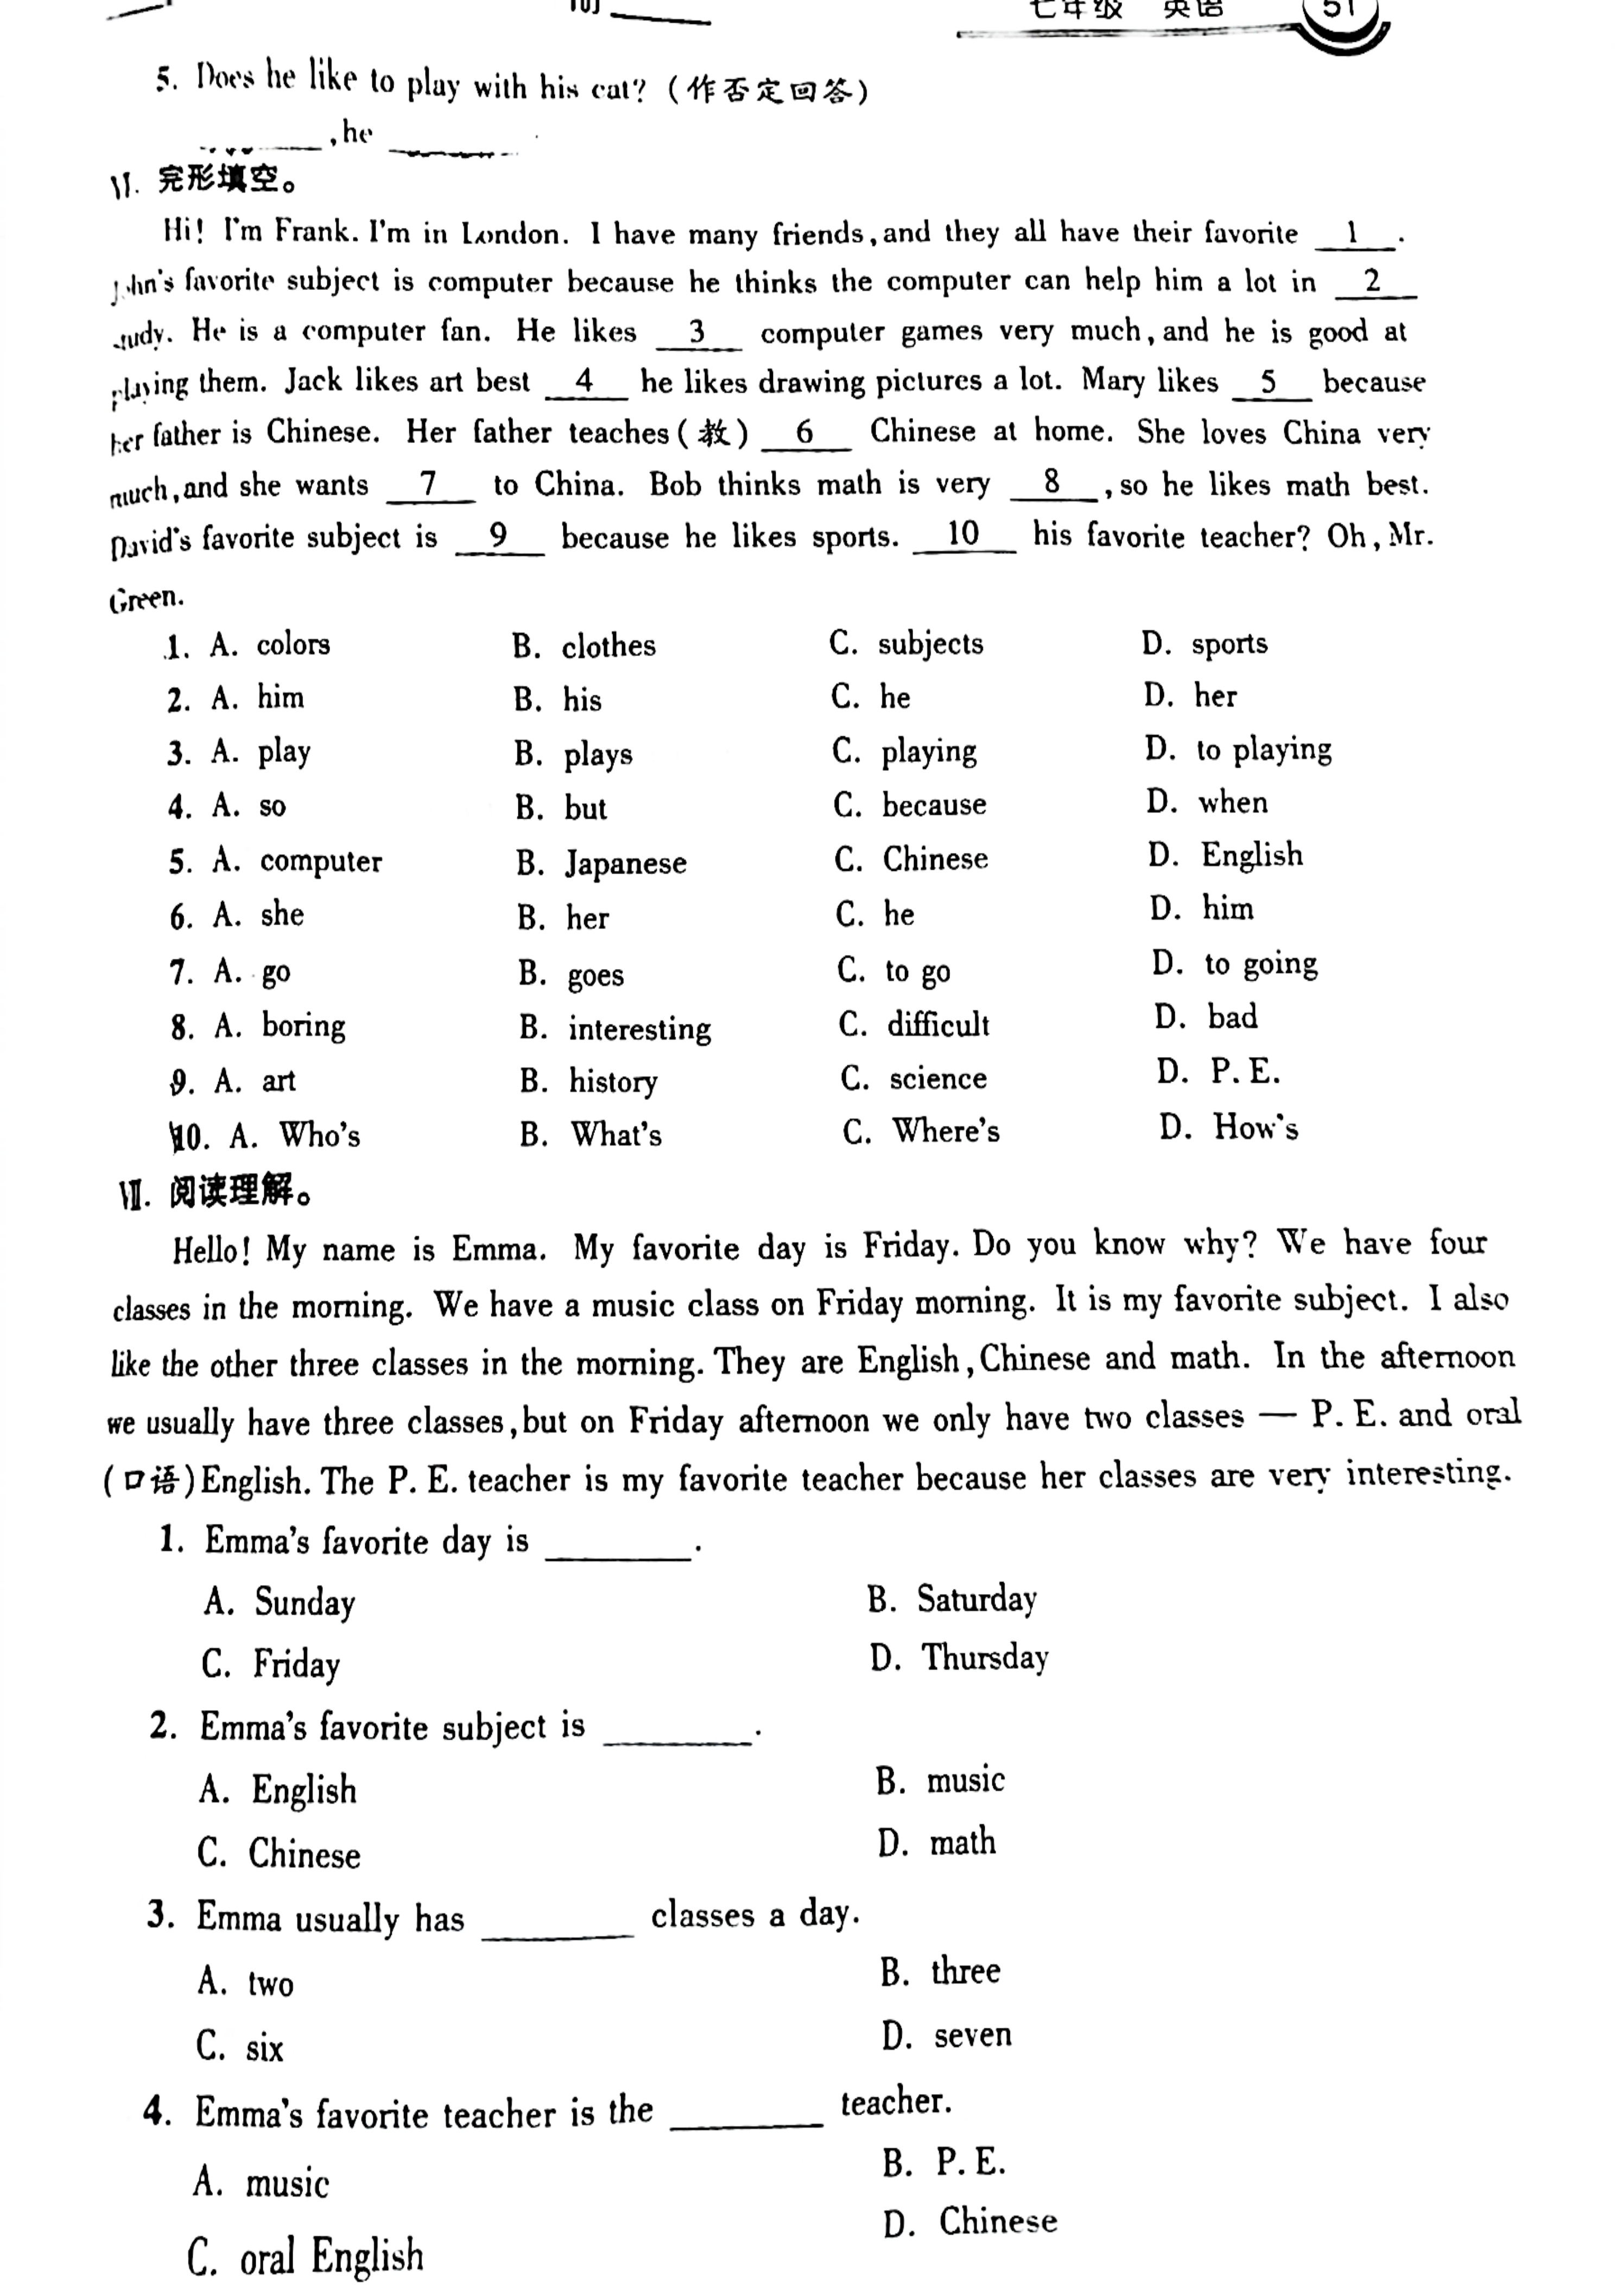 七年级 英语 51
5. Does he like to play with his cat? (作否定回答)
____, he ____
Ⅵ. 完形填空。
Hi! I'm Frank. I'm in London. I have many friends, and they all have their favorite 1 .
John's favorite subject is computer because he thinks the computer can help him a lot in 2
study. He is a computer fan. He likes 3 computer games very much, and he is good at
playing them. Jack likes art best 4 he likes drawing pictures a lot. Mary likes 5 because
her father is Chinese. Her father teaches (教) 6 Chinese at home. She loves China very
much, and she wants 7 to China. Bob thinks math is very 8 , so he likes math best.
David's favorite subject is 9 because he likes sports. 10 his favorite teacher? Oh, Mr.
Green.
1. A. colors B. clothes C. subjects D. sports
2. A. him B. his C. he D. her
3. A. play B. plays C. playing D. to playing
4. A. so B. but C. because D. when
5. A. computer B. Japanese C. Chinese D. English
6. A. she B. her C. he D. him
7. A. go B. goes C. to go D. to going
8. A. boring B. interesting C. difficult D. bad
9. A. art B. history C. science D. P. E.
10. A. Who's B. What's C. Where's D. How's
Ⅶ. 阅读理解。
Hello! My name is Emma. My favorite day is Friday. Do you know why? We have four
classes in the morning. We have a music class on Friday morning. It is my favorite subject. I also
like the other three classes in the morning. They are English, Chinese and math. In the afternoon
we usually have three classes, but on Friday afternoon we only have two classes — P. E. and oral
(口语) English. The P. E. teacher is my favorite teacher because her classes are very interesting.
1. Emma's favorite day is ____.
A. Sunday B. Saturday
C. Friday D. Thursday
2. Emma's favorite subject is ____.
A. English B. music
C. Chinese D. math
3. Emma usually has ____ classes a day.
A. two B. three
C. six D. seven
4. Emma's favorite teacher is the ____ teacher.
A. music B. P. E.
C. oral English D. Chinese